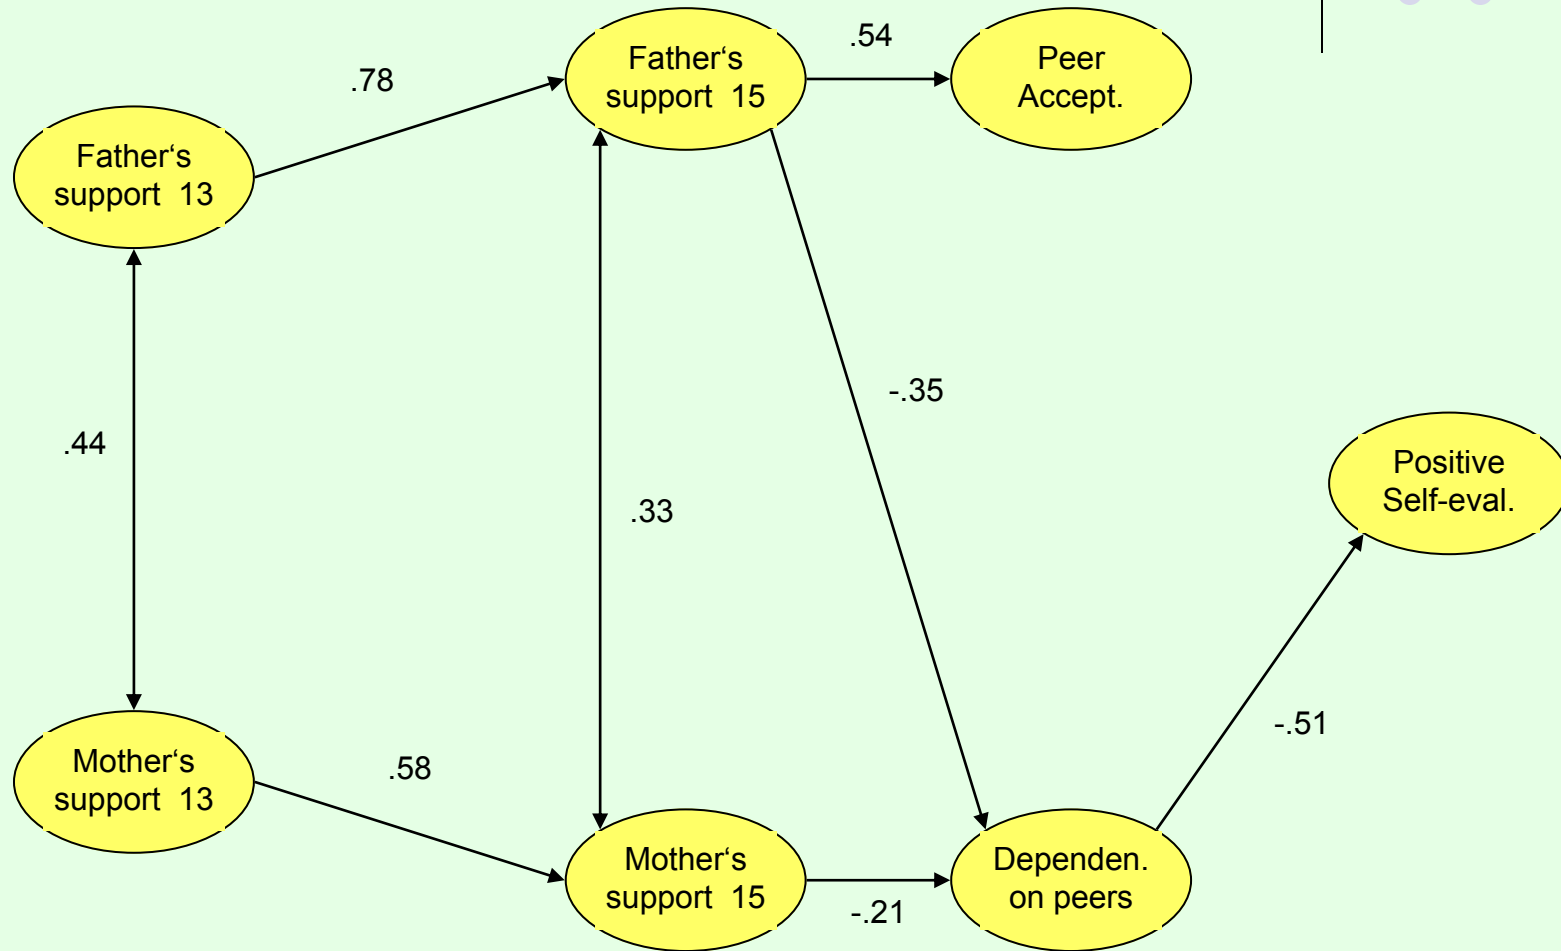 .54
Father‘s
support  15
Peer
Accept.
.78
Father‘s
support  13
-.35
.44
Positive
Self-eval.
.33
-.51
Mother‘s
support  13
.58
Mother‘s
support  15
Dependen.
on peers
-.21